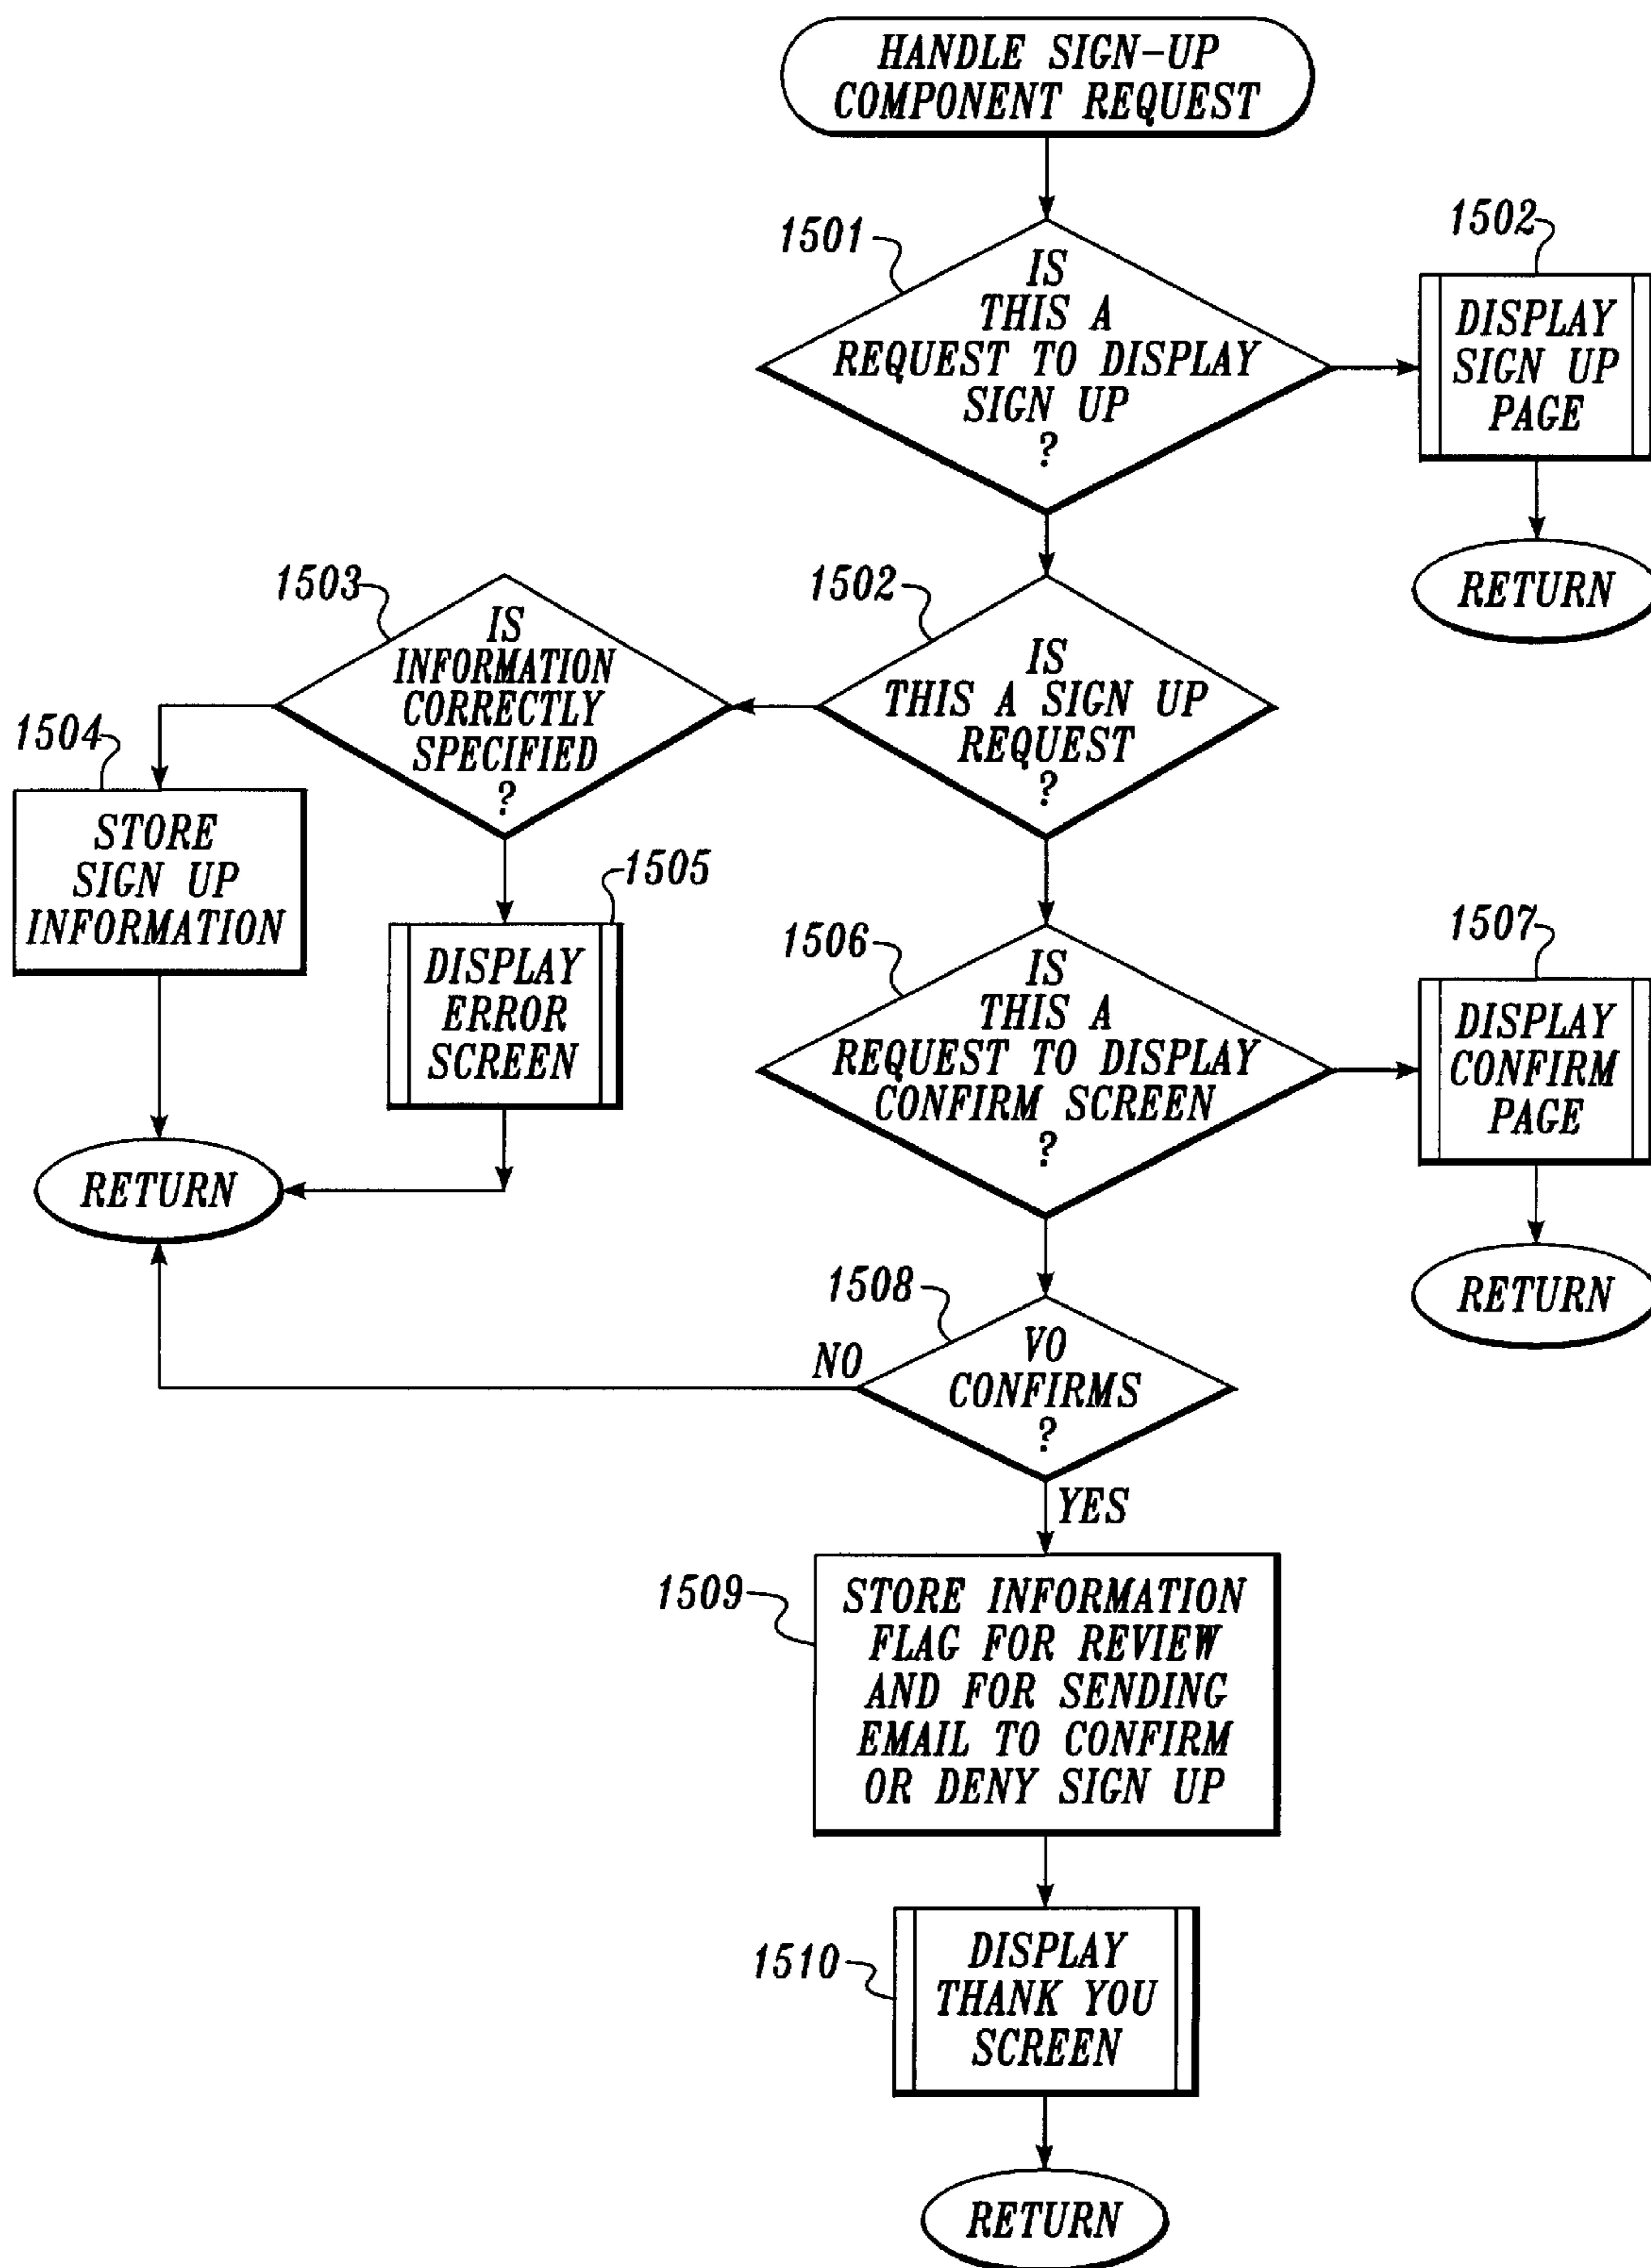 HANDLE SIGN-UP
COMPONENT REQUEST
1501
IS
THIS A
REQUEST TO DISPLAY
SIGN UP
?
1502
DISPLAY
SIGN UP
PAGE
RETURN
1502
IS
THIS A SIGN UP
REQUEST
?
1503
IS
INFORMATION
CORRECTLY
SPECIFIED
?
1504
STORE
SIGN UP
INFORMATION
1505
DISPLAY
ERROR
SCREEN
RETURN
1506
IS
THIS A
REQUEST TO DISPLAY
CONFIRM SCREEN
?
1507
DISPLAY
CONFIRM
PAGE
RETURN
1508
VO
CONFIRMS
?
NO
YES
1509
STORE INFORMATION
FLAG FOR REVIEW
AND FOR SENDING
EMAIL TO CONFIRM
OR DENY SIGN UP
1510
DISPLAY
THANK YOU
SCREEN
RETURN